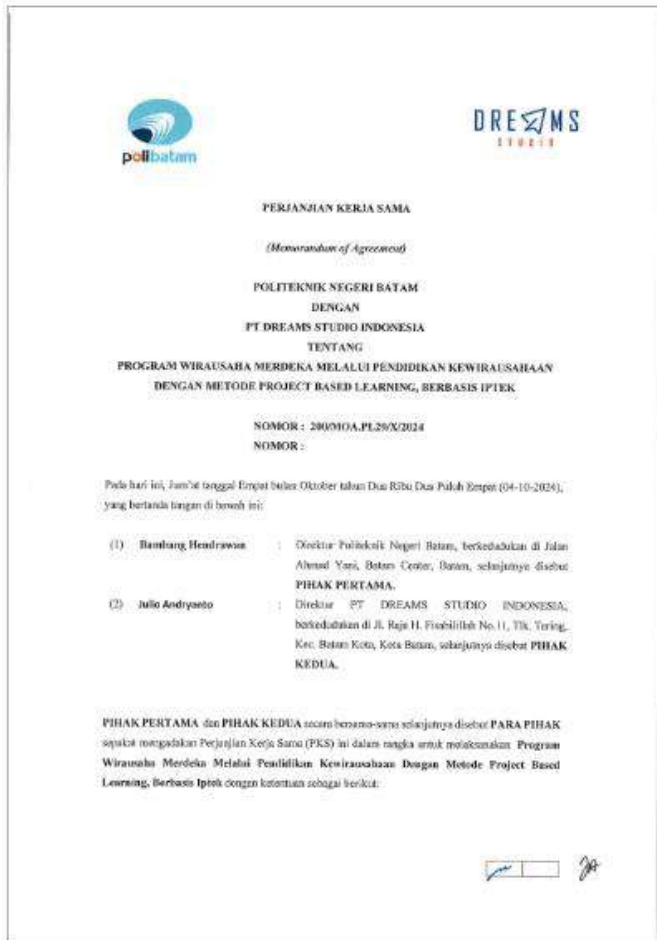 polibatam
DREAMS
STUDIO
PERJANJIAN KERJA SAMA
(Memorandum of Agreement)
POLITEKNIK NEGERI BATAM
DENGAN
PT DREAMS STUDIO INDONESIA
TENTANG
PROGRAM WIRAUSAHA MERDEKA MELALUI PENDIDIKAN KEWIRAUSAHAAN
DENGAN METODE PROJECT BASED LEARNING, BERBASIS IPTEK
NOMOR : 200/MOA.PL29/X/2024
NOMOR :
Pada hari ini, Jum'at tanggal Empat bulan Oktober tahun Dua Ribu Dua Puluh Empat (04-10-2024),
yang bertanda tangan di bawah ini:
(1) Bambang Hendrawan : Direktur Politeknik Negeri Batam, berkedudukan di Jalan
Ahmad Yani, Batam Center, Batam, selanjutnya disebut
PIHAK PERTAMA.
(2) Julio Andryanto : Direktur PT DREAMS STUDIO INDONESIA,
berkedudukan di Jl. Raja H. Fisabilillah No.11, Tlk. Tering,
Kec. Batam Kota, Kota Batam, selanjutnya disebut PIHAK
KEDUA.
PIHAK PERTAMA dan PIHAK KEDUA secara bersama-sama selanjutnya disebut PARA PIHAK
sepakat mengadakan Perjanjian Kerja Sama (PKS) ini dalam rangka untuk melaksanakan Program
Wirausaha Merdeka Melalui Pendidikan Kewirausahaan Dengan Metode Project Based
Learning, Berbasis Iptek dengan ketentuan sebagai berikut: